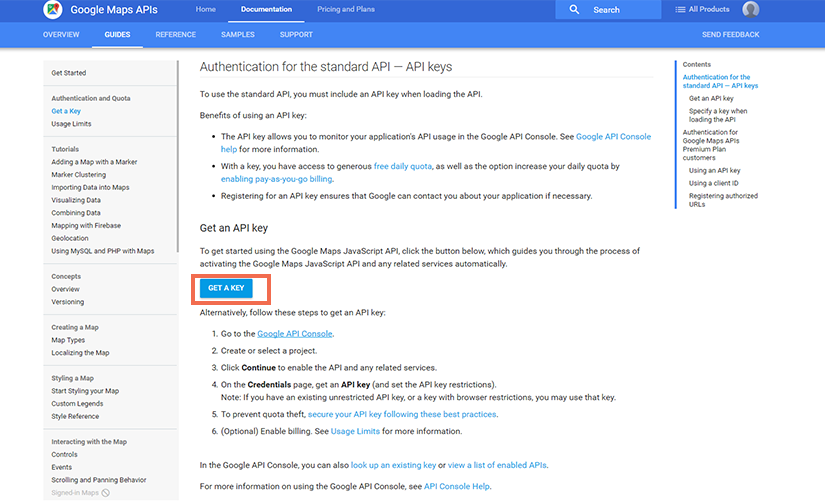 Google Maps APIs Home Documentation Pricing and Plans Search All Products
OVERVIEW GUIDES REFERENCE SAMPLES SUPPORT SEND FEEDBACK
Get Started
Authentication and Quota
Get a Key
Usage Limits
Tutorials
Adding a Map with a Marker
Marker Clustering
Importing Data into Maps
Visualizing Data
Combining Data
Mapping with Firebase
Geolocation
Using MySQL and PHP with Maps
Concepts
Overview
Versioning
Creating a Map
Map Types
Localizing the Map
Styling a Map
Start Styling your Map
Custom Legends
Style Reference
Interacting with the Map
Controls
Events
Scrolling and Panning Behavior
Signed-in Maps
Authentication for the standard API — API keys
To use the standard API, you must include an API key when loading the API.
Benefits of using an API key:
• The API key allows you to monitor your application's API usage in the Google API Console. See Google API Console
help for more information.
• With a key, you have access to generous free daily quota, as well as the option increase your daily quota by
enabling pay-as-you-go billing.
• Registering for an API key ensures that Google can contact you about your application if necessary.
Get an API key
To get started using the Google Maps JavaScript API, click the button below, which guides you through the process of
activating the Google Maps JavaScript API and any related services automatically.
GET A KEY
Alternatively, follow these steps to get an API key:
1. Go to the Google API Console.
2. Create or select a project.
3. Click Continue to enable the API and any related services.
4. On the Credentials page, get an API key (and set the API key restrictions).
Note: If you have an existing unrestricted API key, or a key with browser restrictions, you may use that key.
5. To prevent quota theft, secure your API key following these best practices.
6. (Optional) Enable billing. See Usage Limits for more information.
In the Google API Console, you can also look up an existing key or view a list of enabled APIs.
For more information on using the Google API Console, see API Console Help.
Contents
Authentication for the
standard API — API keys
Get an API key
Specify a key when
loading the API
Authentication for
Google Maps APIs
Premium Plan
customers
Using an API key
Using a client ID
Registering authorized
URLs